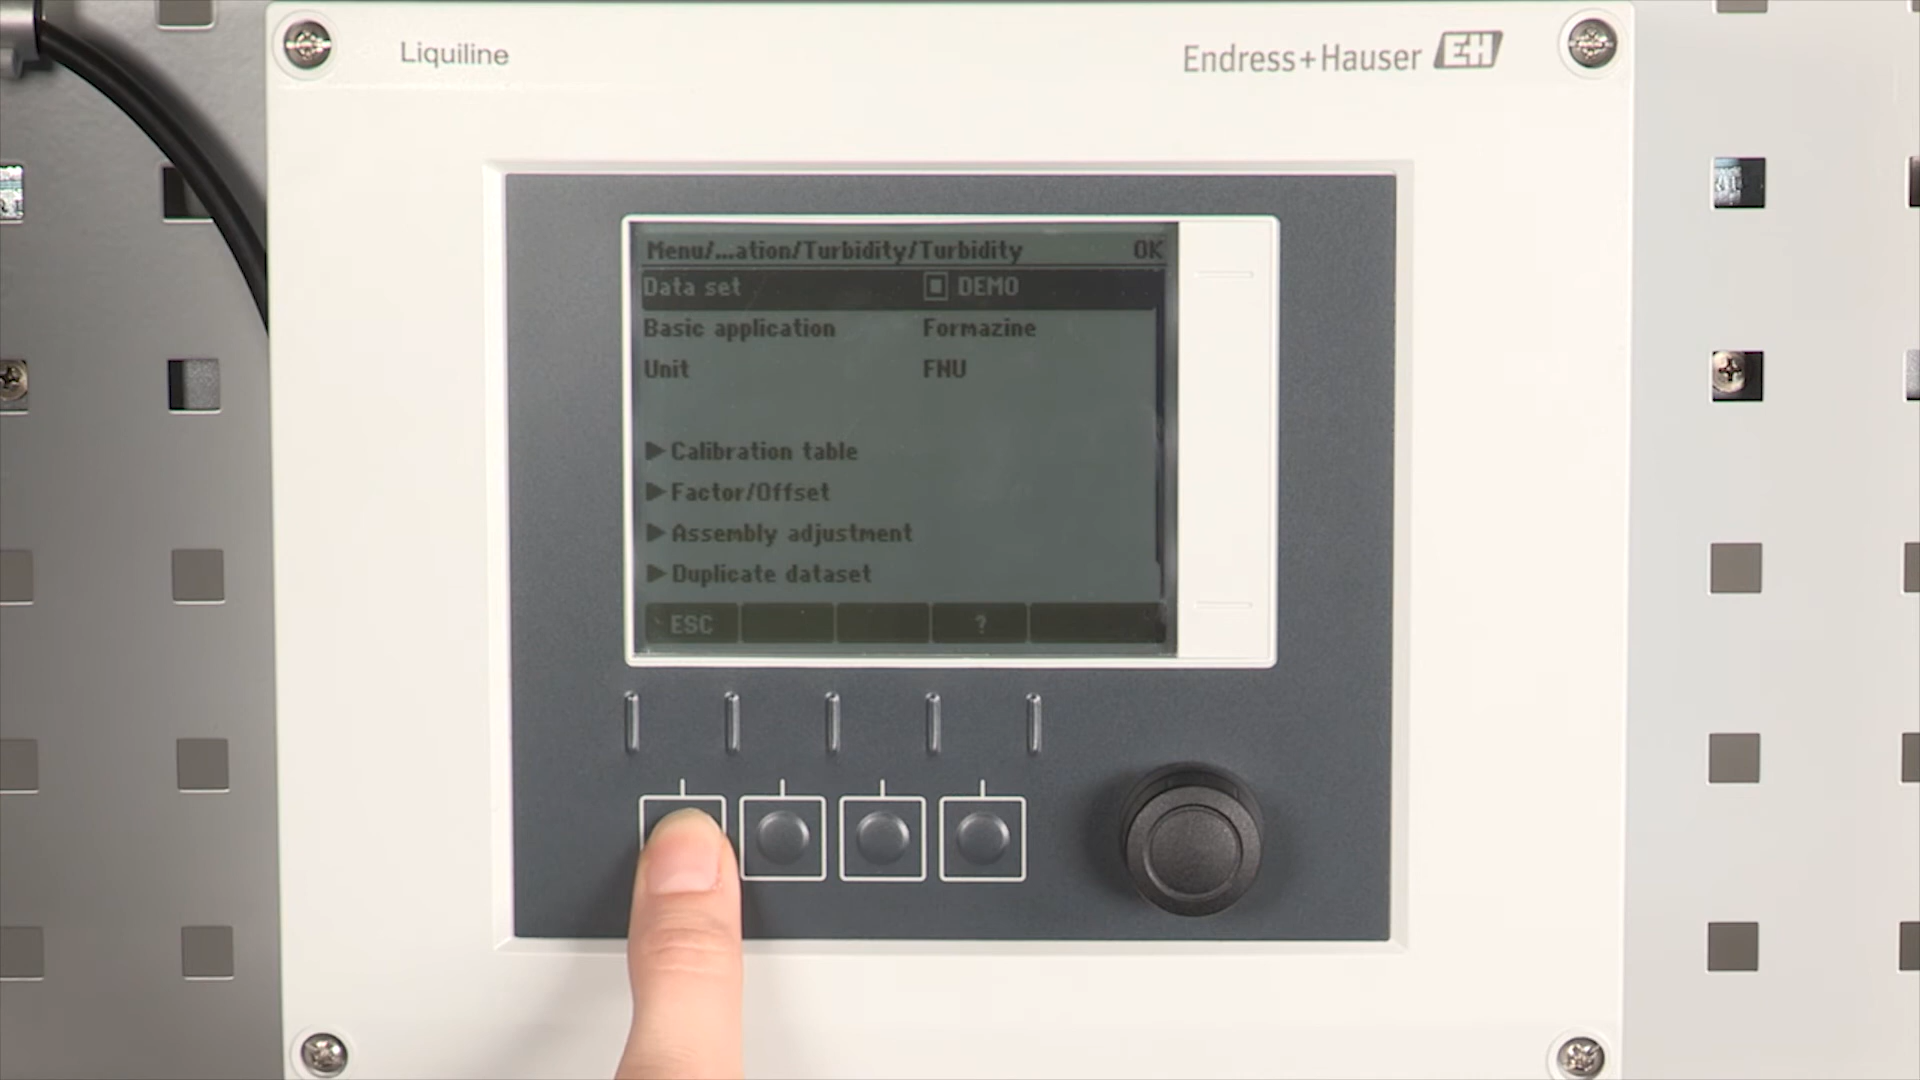 Liquiline
Endress+Hauser EH
Menu/...ation/Turbidity/Turbidity OK
Data set DEMO
Basic application Formazine
Unit FNU
Calibration table
Factor/Offset
Assembly adjustment
Duplicate dataset
ESC ?